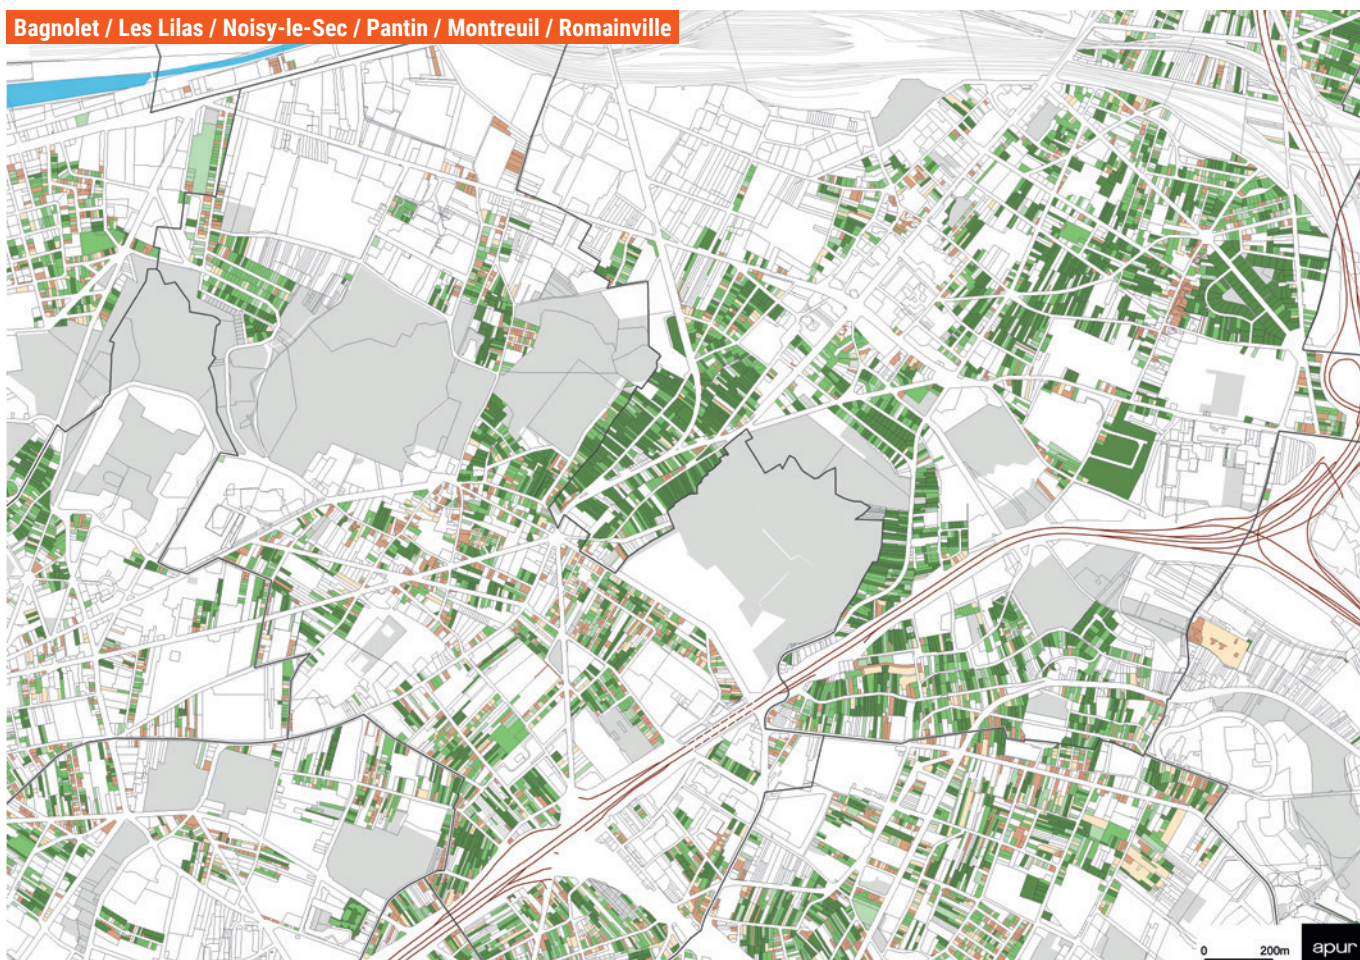 Bagnolet / Les Lilas / Noisy-le-Sec / Pantin / Montreuil / Romainville
0 200m
apur